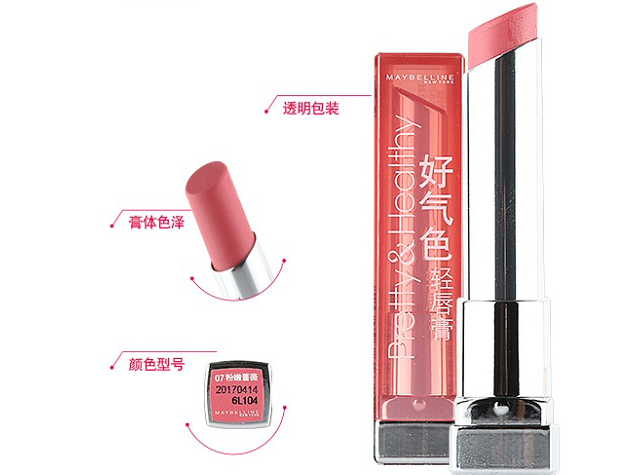 透明包装
MAYBELLINE
NEW YORK
Pretty & Healthy
好气色
轻唇膏
膏体色泽
颜色型号
07 粉嫩蔷薇
20170414
6L104
MAYBELLINE
NEW YORK